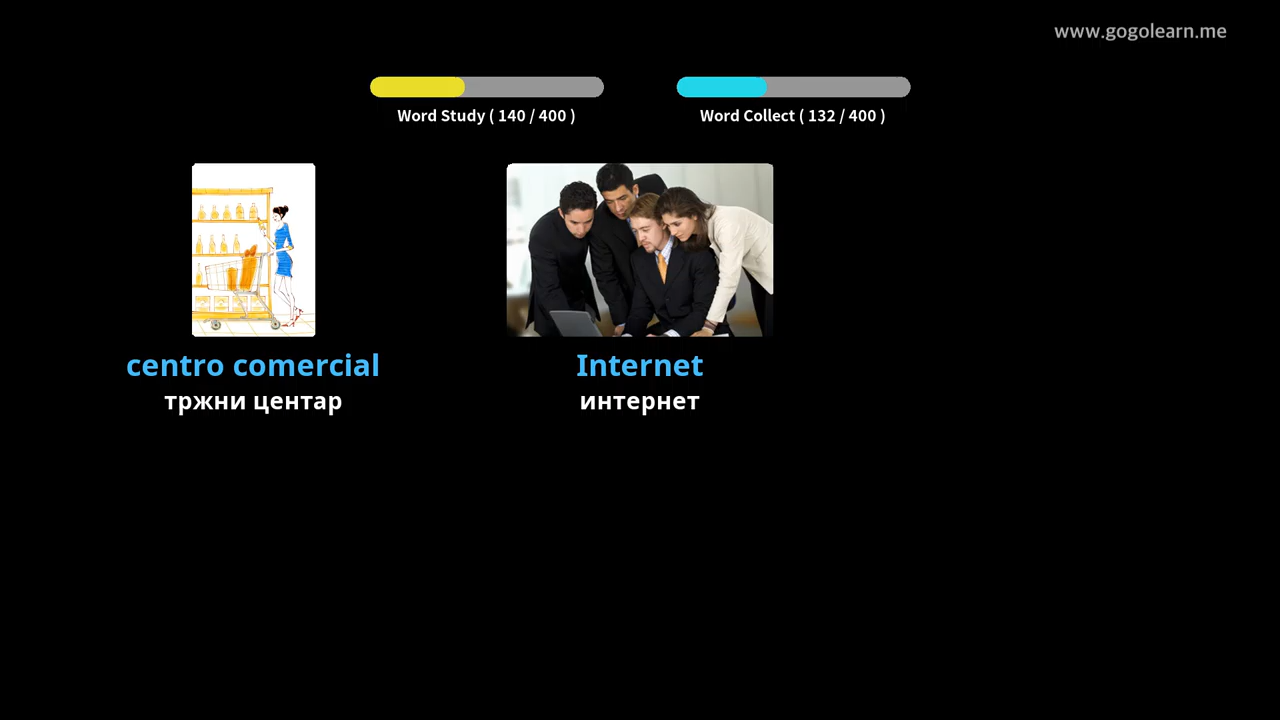 www.gogolearn.me
Word Study ( 140 / 400 )
Word Collect ( 132 / 400 )
centro comercial
тржни центар
Internet
интернет